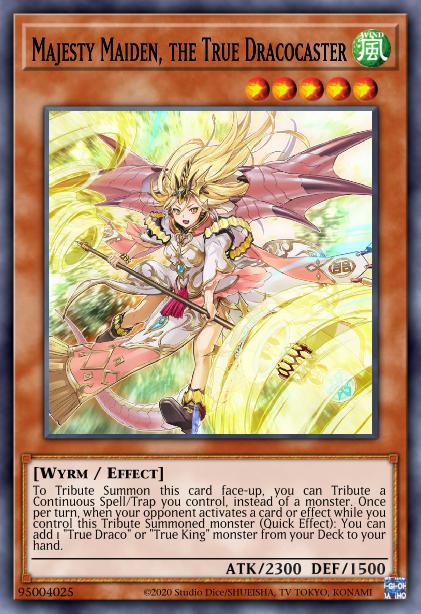 Majesty Maiden, the True Dracocaster
WIND
風
[Wyrm / Effect]
To Tribute Summon this card face-up, you can Tribute a
Continuous Spell/Trap you control, instead of a monster. Once
per turn, when your opponent activates a card or effect while you
control this Tribute Summoned monster (Quick Effect): You can
add 1 "True Draco" or "True King" monster from your Deck to your
hand.
ATK/2300 DEF/1500
95004025
©2020 Studio Dice/SHUEISHA, TV TOKYO, KONAMI